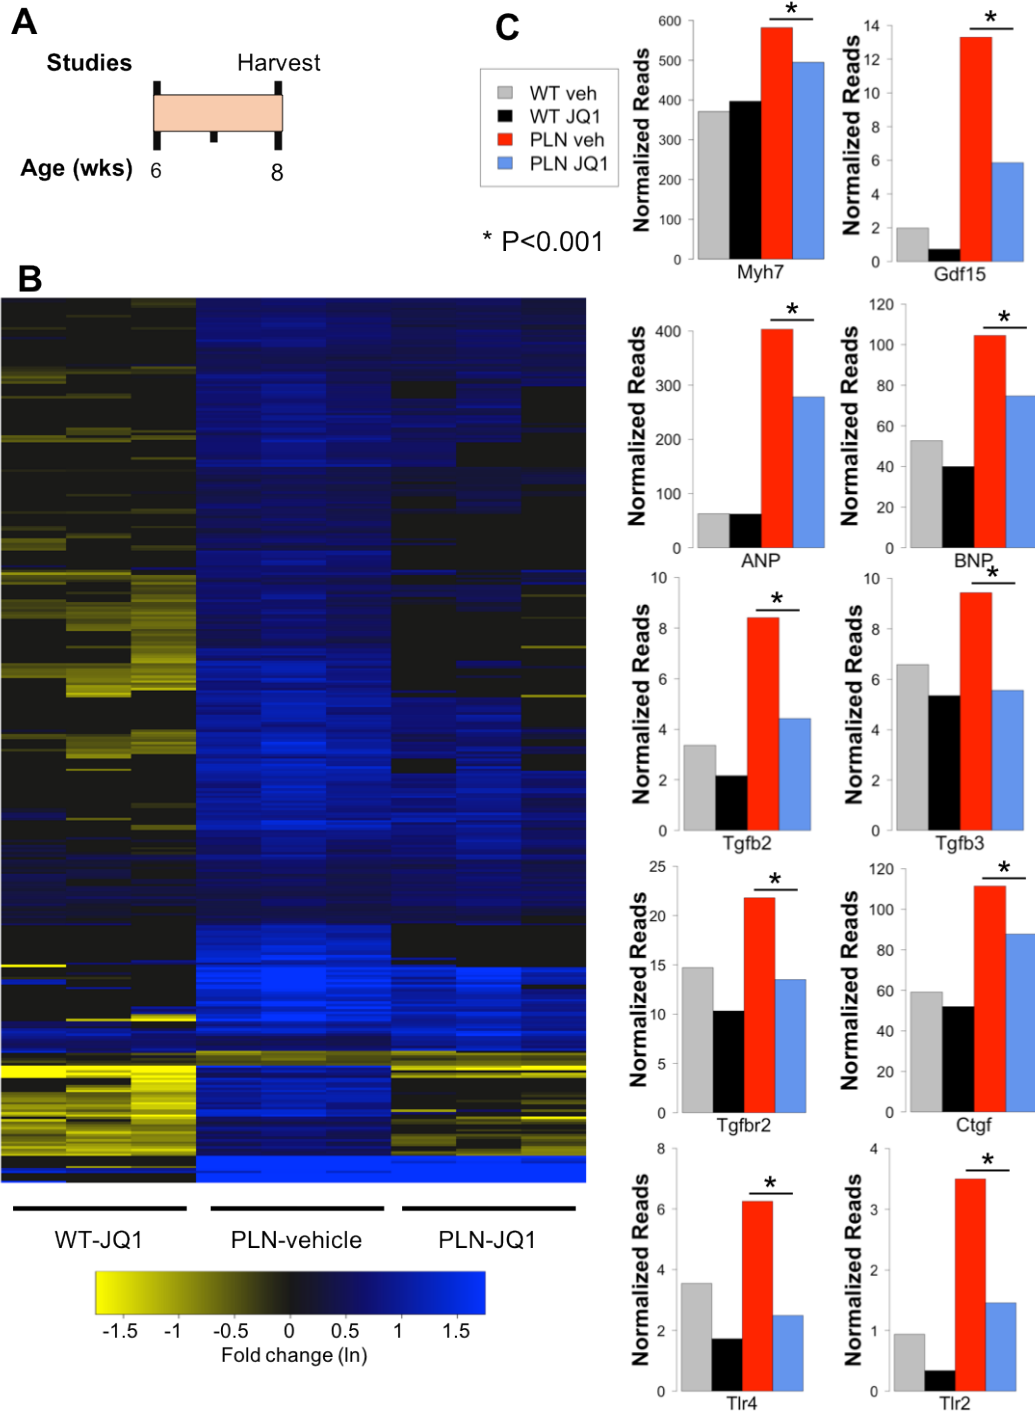 A
Studies
Harvest
Age (wks)
6
8
B
WT-JQ1
PLN-vehicle
PLN-JQ1
-1.5 -1 -0.5 0 0.5 1 1.5
Fold change (ln)
C
WT veh
WT JQ1
PLN veh
PLN JQ1
* P<0.001
Normalized Reads
600
500
400
300
200
100
0
*
Myh7
Normalized Reads
14
12
10
8
6
4
2
0
*
Gdf15
Normalized Reads
400
300
200
100
0
*
ANP
Normalized Reads
120
100
80
60
40
20
0
*
BNP
Normalized Reads
10
8
6
4
2
0
*
Tgfb2
Normalized Reads
10
8
6
4
2
0
*
Tgfb3
Normalized Reads
25
20
15
10
5
0
*
Tgfbr2
Normalized Reads
120
100
80
60
40
20
0
*
Ctgf
Normalized Reads
8
6
4
2
0
*
Tlr4
Normalized Reads
4
3
2
1
0
*
Tlr2